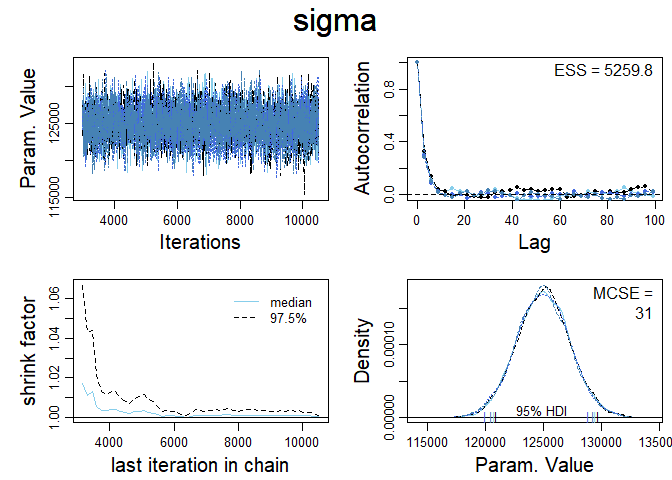 sigma
Param. Value
115000
125000
4000
6000
8000
10000
Iterations
Autocorrelation
0.0
0.4
0.8
ESS = 5259.8
0
20
40
60
80
100
Lag
shrink factor
1.00
1.02
1.04
1.06
median
97.5%
4000
6000
8000
10000
last iteration in chain
Density
0.00000
0.00010
MCSE =
31
95% HDI
115000
120000
125000
130000
13500
Param. Value